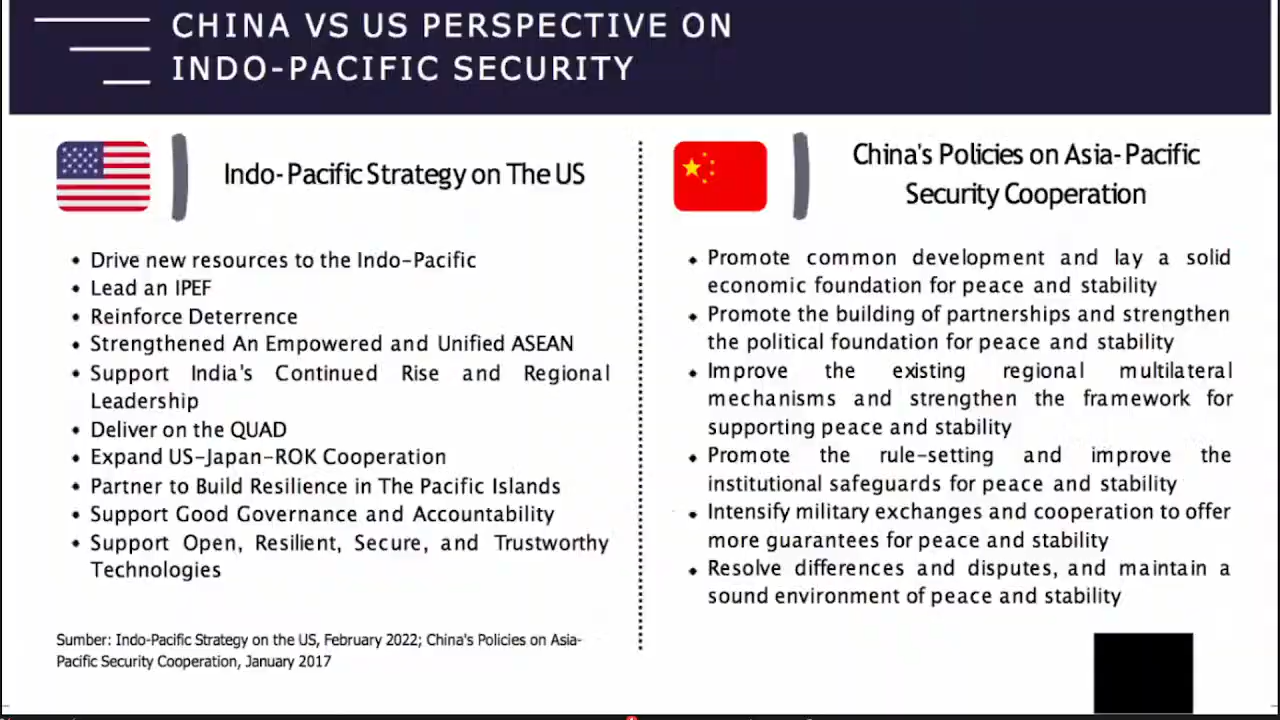 CHINA VS US PERSPECTIVE ON
INDO-PACIFIC SECURITY
Indo-Pacific Strategy on The US
• Drive new resources to the Indo-Pacific
• Lead an IPEF
• Reinforce Deterrence
• Strengthened An Empowered and Unified ASEAN
• Support India's Continued Rise and Regional
Leadership
• Deliver on the QUAD
• Expand US-Japan-ROK Cooperation
• Partner to Build Resilience in The Pacific Islands
• Support Good Governance and Accountability
• Support Open, Resilient, Secure, and Trustworthy
Technologies
China's Policies on Asia-Pacific
Security Cooperation
• Promote common development and lay a solid
economic foundation for peace and stability
• Promote the building of partnerships and strengthen
the political foundation for peace and stability
• Improve the existing regional multilateral
mechanisms and strengthen the framework for
supporting peace and stability
• Promote the rule-setting and improve the
institutional safeguards for peace and stability
• Intensify military exchanges and cooperation to offer
more guarantees for peace and stability
• Resolve differences and disputes, and maintain a
sound environment of peace and stability
Sumber: Indo-Pacific Strategy on the US, February 2022; China's Policies on Asia-
Pacific Security Cooperation, January 2017